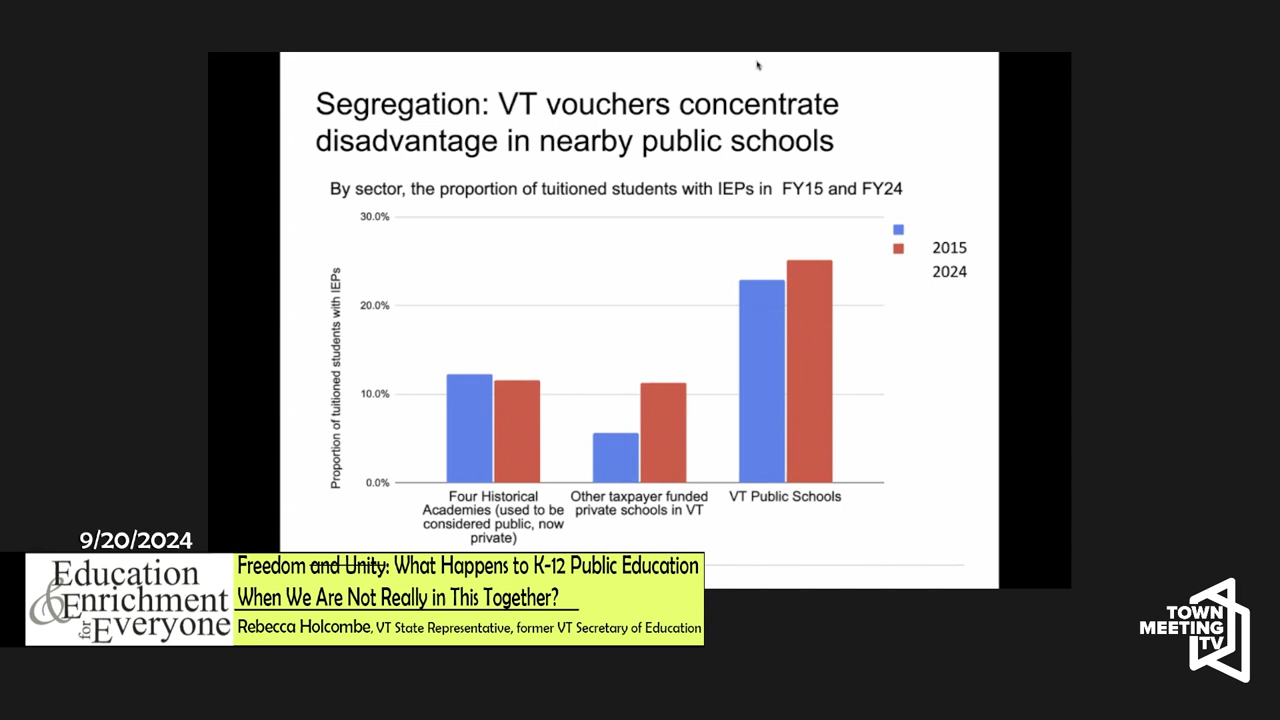 Segregation: VT vouchers concentrate
disadvantage in nearby public schools
By sector, the proportion of tuitioned students with IEPs in FY15 and FY24
Proportion of tuitioned students with IEPs
30.0%
20.0%
10.0%
0.0%
2015
2024
Four Historical
Academies (used to be
considered public, now
private)
Other taxpayer funded
private schools in VT
VT Public Schools
9/20/2024
Education
& Enrichment
for Everyone
Freedom and Unity: What Happens to K-12 Public Education
When We Are Not Really in This Together?
Rebecca Holcombe, VT State Representative, former VT Secretary of Education
TOWN
MEETING
TV